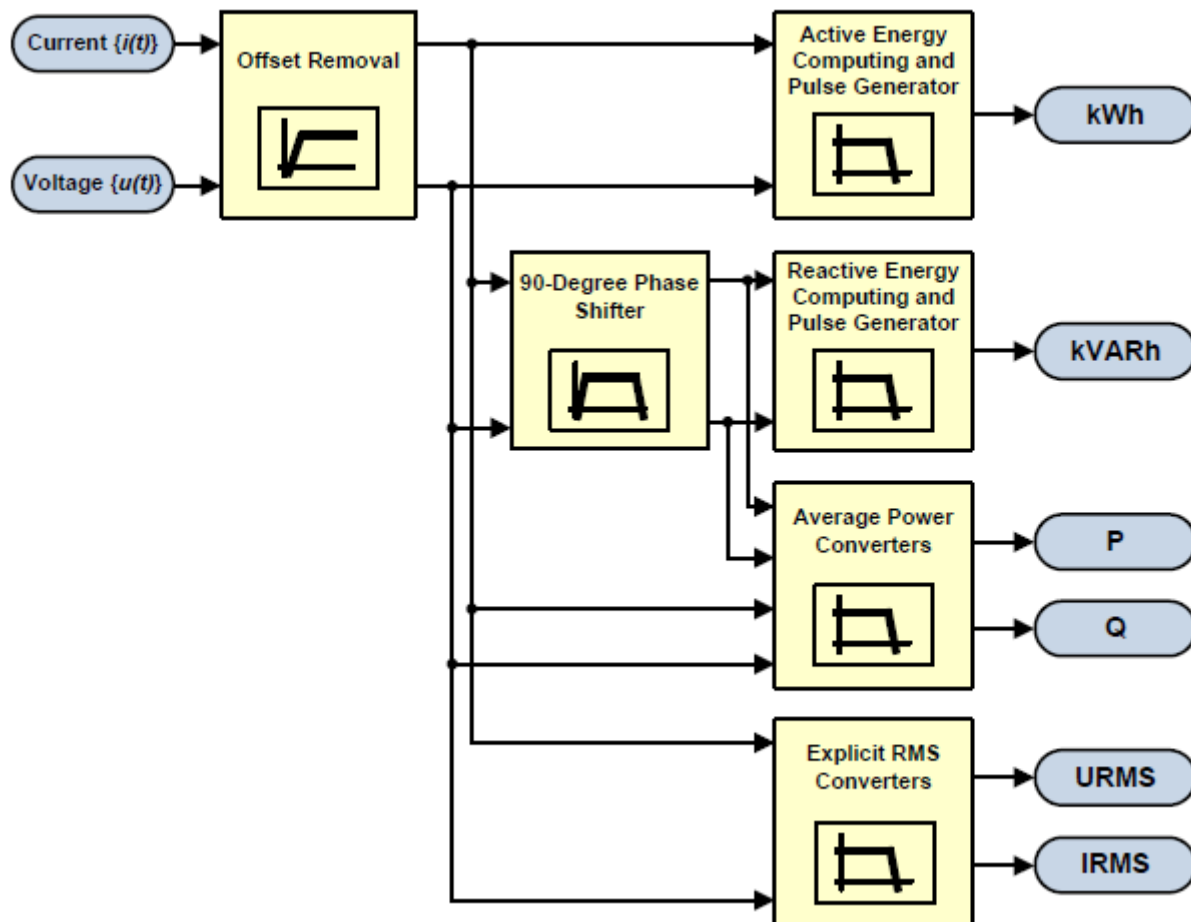 Current {i(t)}
Voltage {u(t)}
Offset Removal
Active Energy
Computing and
Pulse Generator
kWh
90-Degree Phase
Shifter
Reactive Energy
Computing and
Pulse Generator
kVARh
Average Power
Converters
P
Q
Explicit RMS
Converters
URMS
IRMS